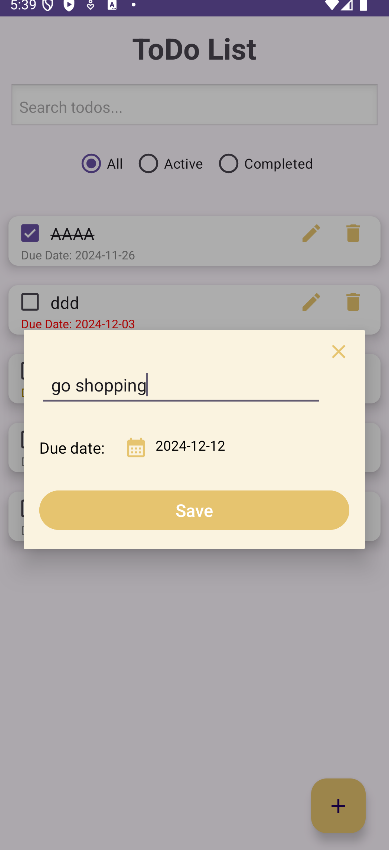 5:39
ToDo List
Search todos...
All Active Completed
AAAA
Due Date: 2024-11-26
ddd
Due Date: 2024-12-03
go shopping
Due date: 2024-12-12
Save